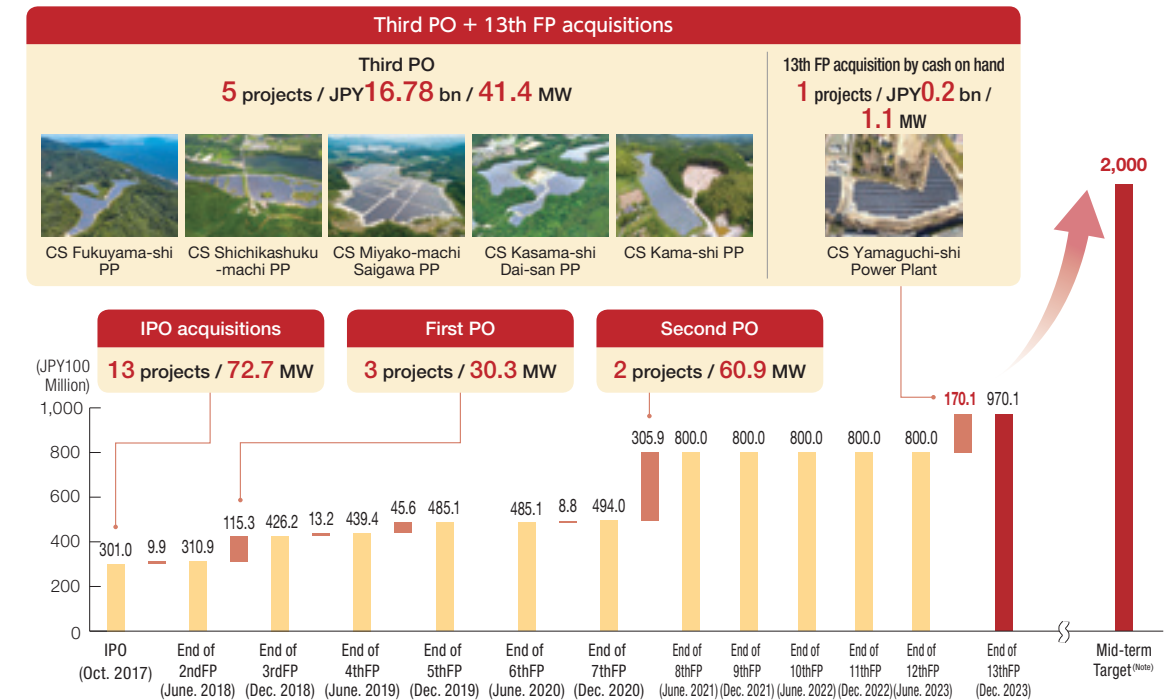 Third PO + 13th FP acquisitions
Third PO
5 projects / JPY16.78 bn / 41.4 MW
13th FP acquisition by cash on hand
1 projects / JPY0.2 bn /
1.1 MW
CS Fukuyama-shi
PP
CS Shichikashuku
-machi PP
CS Miyako-machi
Saigawa PP
CS Kasama-shi
Dai-san PP
CS Kama-shi PP
CS Yamaguchi-shi
Power Plant
2,000
IPO acquisitions
13 projects / 72.7 MW
First PO
3 projects / 30.3 MW
Second PO
2 projects / 60.9 MW
(JPY100
Million)
1,000
800
600
400
200
0
301.0
9.9
310.9
115.3
426.2
13.2
439.4
45.6
485.1
485.1
8.8
494.0
305.9
800.0
800.0
800.0
800.0
800.0
170.1
970.1
IPO
(Oct. 2017)
End of
2ndFP
(June. 2018)
End of
3rdFP
(Dec. 2018)
End of
4thFP
(June. 2019)
End of
5thFP
(Dec. 2019)
End of
6thFP
(June. 2020)
End of
7thFP
(Dec. 2020)
End of
8thFP
(June. 2021)
End of
9thFP
(Dec. 2021)
End of
10thFP
(June. 2022)
End of
11thFP
(Dec. 2022)
End of
12thFP
(June. 2023)
End of
13thFP
(Dec. 2023)
Mid-term
Target(Note)